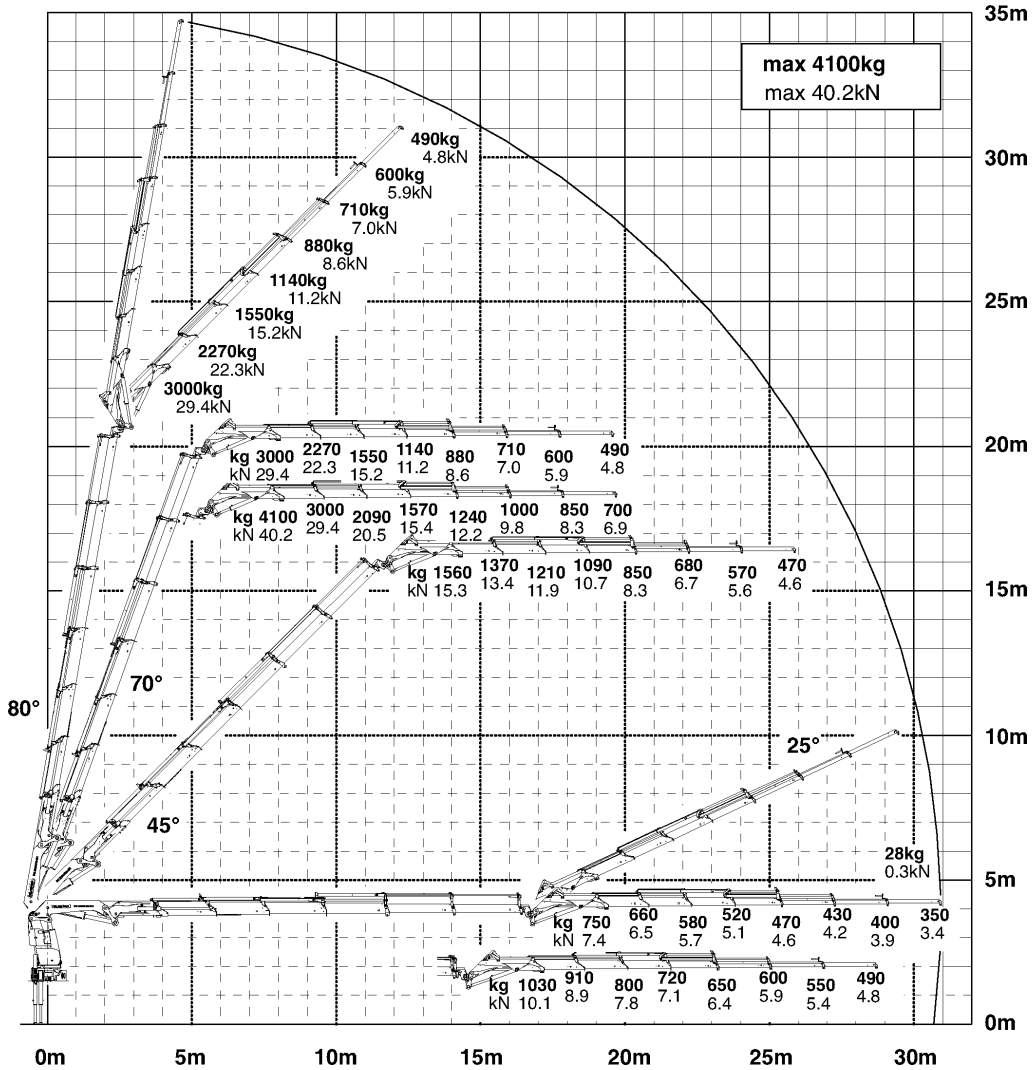 35m
max 4100kg
max 40.2kN
490kg
4.8kN
30m
600kg
5.9kN
710kg
7.0kN
880kg
8.6kN
1140kg
11.2kN
25m
1550kg
15.2kN
2270kg
22.3kN
3000kg
29.4kN
20m
kg 3000 2270 1550 1140 880 710 600 490
kN 29.4 22.3 15.2 11.2 8.6 7.0 5.9 4.8
kg 4100 3000 2090 1570 1240 1000 850 700
kN 40.2 29.4 20.5 15.4 12.2 9.8 8.3 6.9
kg 1560 1370 1210 1090 850 680 570 470
kN 15.3 13.4 11.9 10.7 8.3 6.7 5.6 4.6
15m
70°
80°
10m
25°
45°
28kg
0.3kN
5m
kg 750 660 580 520 470 430 400 350
kN 7.4 6.5 5.7 5.1 4.6 4.2 3.9 3.4
kg 1030 910 800 720 650 600 550 490
kN 10.1 8.9 7.8 7.1 6.4 5.9 5.4 4.8
0m
0m 5m 10m 15m 20m 25m 30m